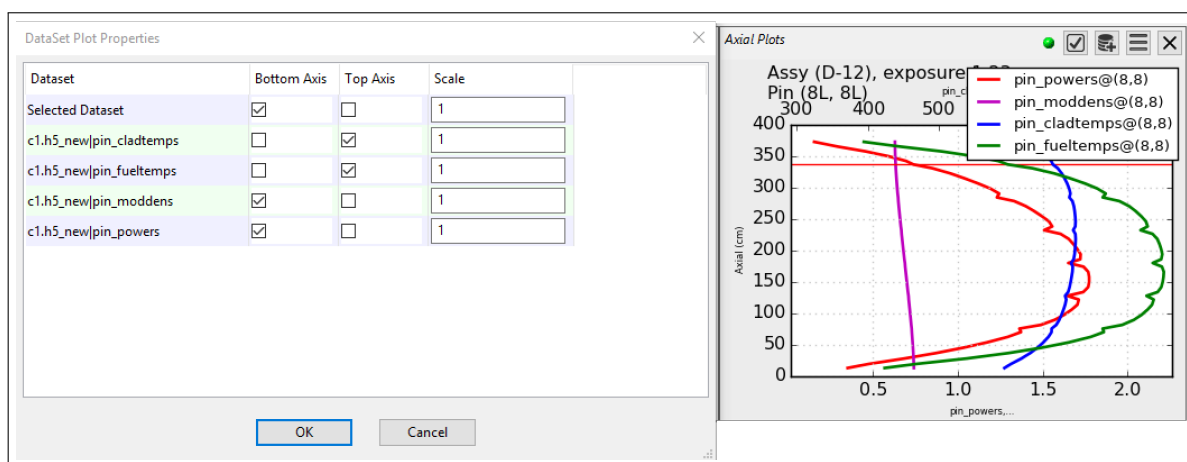 DataSet Plot Properties
Dataset Bottom Axis Top Axis Scale
Selected Dataset 1
c1.h5_new|pin_cladtemps 1
c1.h5_new|pin_fueltemps 1
c1.h5_new|pin_moddens 1
c1.h5_new|pin_powers 1
OK Cancel
Axial Plots
Assy (D-12), exposure
Pin (8L, 8L)
pin_c
300 400 500
pin_powers@(8,8)
pin_moddens@(8,8)
pin_cladtemps@(8,8)
pin_fueltemps@(8,8)
400
350
300
250
200
150
100
50
0
Axial (cm)
0.5 1.0 1.5 2.0
pin_powers,...